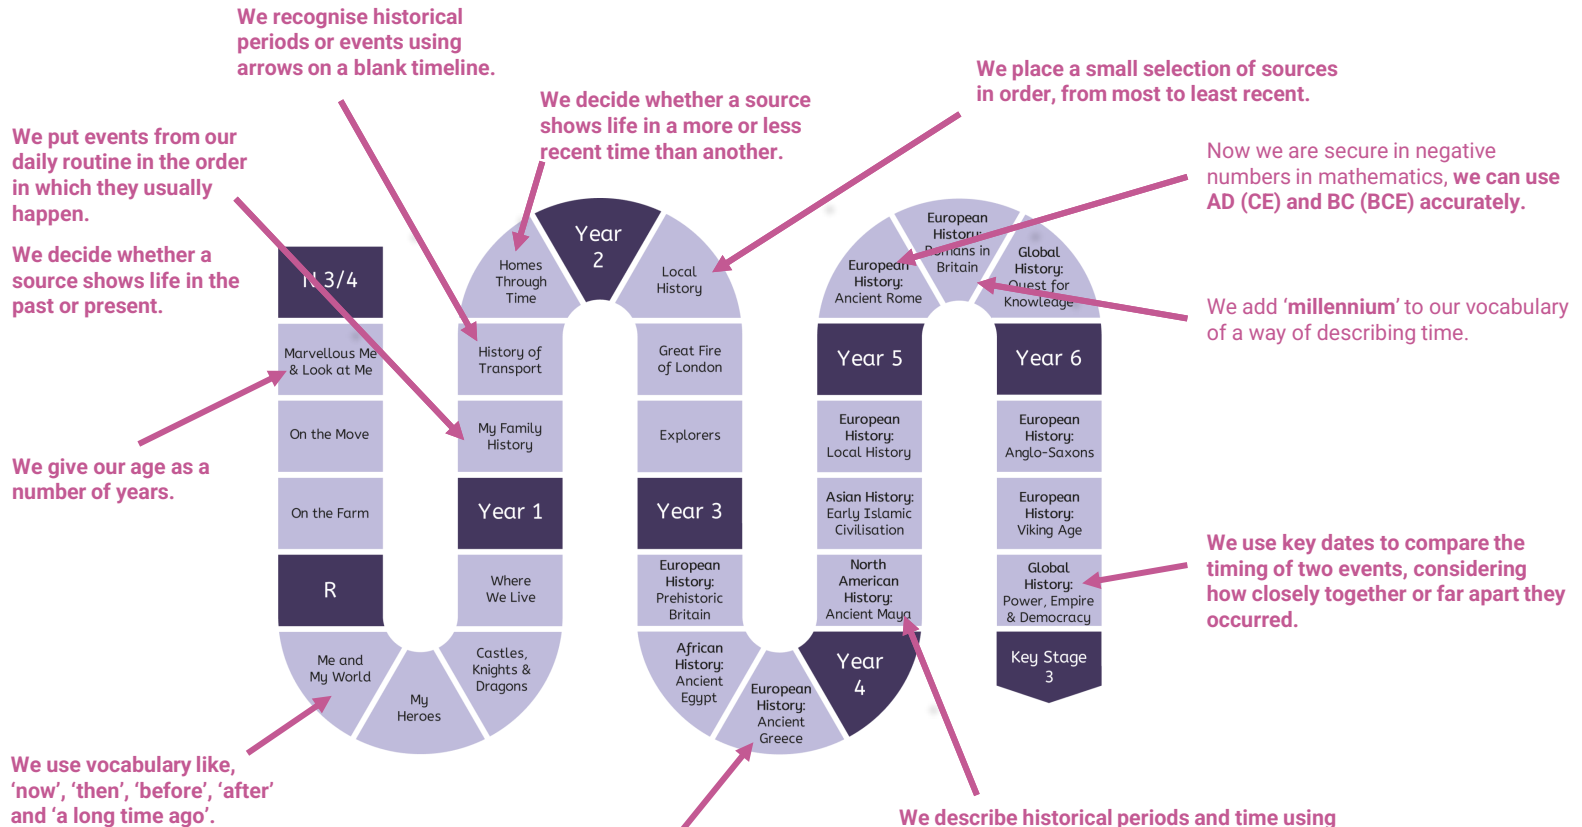 We recognise historical
periods or events using
arrows on a blank timeline.
We decide whether a source
shows life in a more or less
recent time than another.
We place a small selection of sources
in order, from most to least recent.
We put events from our
daily routine in the order
in which they usually
happen.
We decide whether a
source shows life in the
past or present.
Now we are secure in negative
numbers in mathematics, we can use
AD (CE) and BC (BCE) accurately.
We add ‘millennium’ to our vocabulary
of a way of describing time.
We give our age as a
number of years.
We use vocabulary like,
‘now’, ‘then’, ‘before’, ‘after’
and ‘a long time ago’.
N 3/4
Marvellous Me
& Look at Me
On the Move
On the Farm
R
Me and
My World
My
Heroes
Castles,
Knights &
Dragons
Where
We Live
Year 1
My Family
History
History of
Transport
Homes
Through
Time
Year
2
Local
History
Great Fire
of London
Explorers
Year 3
European
History:
Prehistoric
Britain
African
History:
Ancient
Egypt
European
History:
Ancient
Greece
Year
4
North
American
History:
Ancient Maya
Asian History:
Early Islamic
Civilisation
European
History:
Local History
Year 5
European
History:
Ancient Rome
European
History:
Romans in
Britain
Global
History:
Quest for
Knowledge
Year 6
European
History:
Anglo-Saxons
European
History:
Viking Age
Global
History:
Power, Empire
& Democracy
Key Stage
3
We use key dates to compare the
timing of two events, considering
how closely together or far apart they
occurred.
We describe historical periods and time using